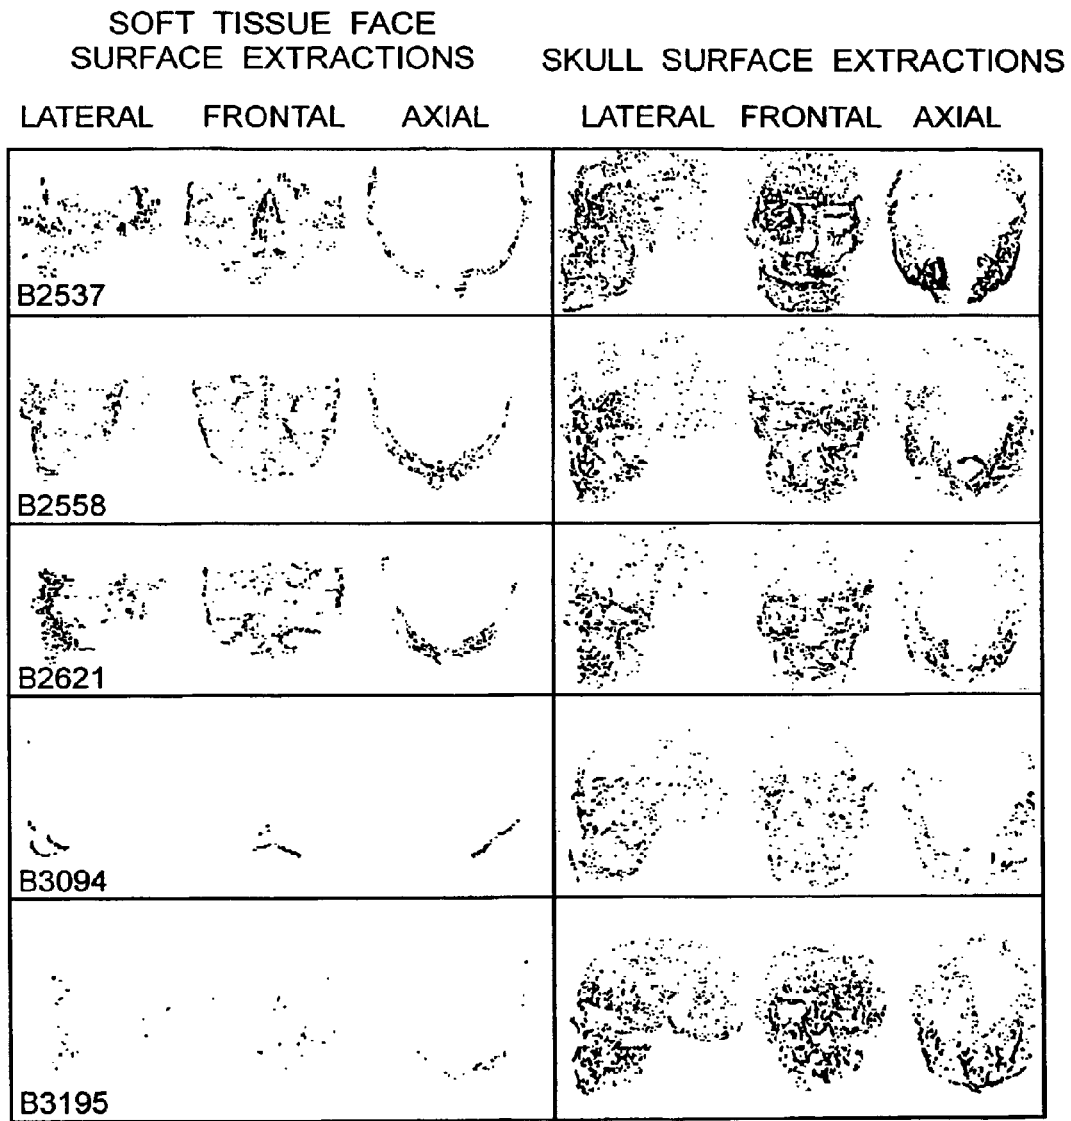 SOFT TISSUE FACE
SURFACE EXTRACTIONS
SKULL SURFACE EXTRACTIONS
LATERAL FRONTAL AXIAL
LATERAL FRONTAL AXIAL
B2537
B2558
B2621
B3094
B3195